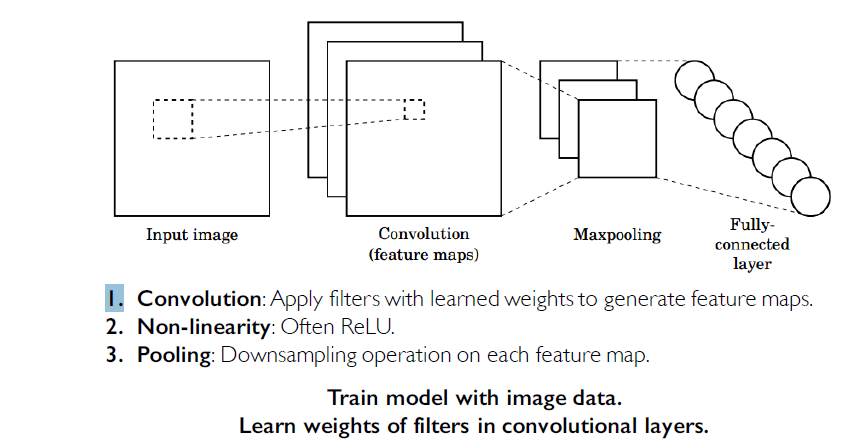 Input image
Convolution
(feature maps)
Maxpooling
Fully-
connected
layer
1. Convolution: Apply filters with learned weights to generate feature maps.
2. Non-linearity: Often ReLU.
3. Pooling: Downsampling operation on each feature map.
Train model with image data.
Learn weights of filters in convolutional layers.